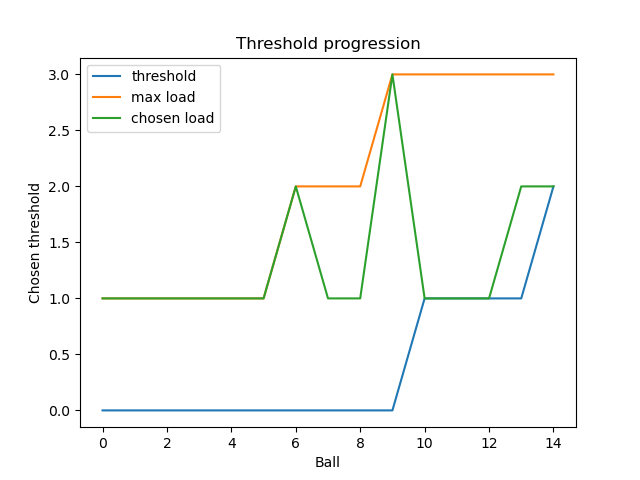 Threshold progression
threshold
max load
chosen load
Chosen threshold
3.0
2.5
2.0
1.5
1.0
0.5
0.0
0 2 4 6 8 10 12 14
Ball